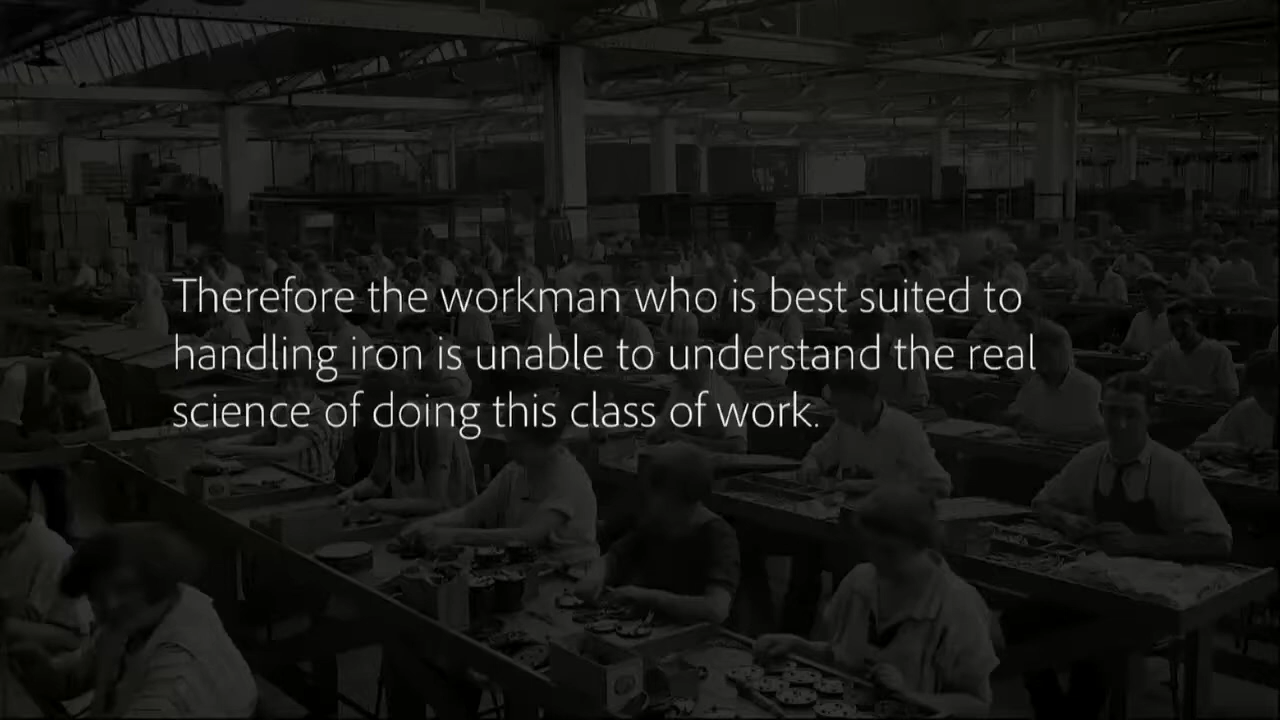 Therefore the workman who is best suited to
handling iron is unable to understand the real
science of doing this class of work.